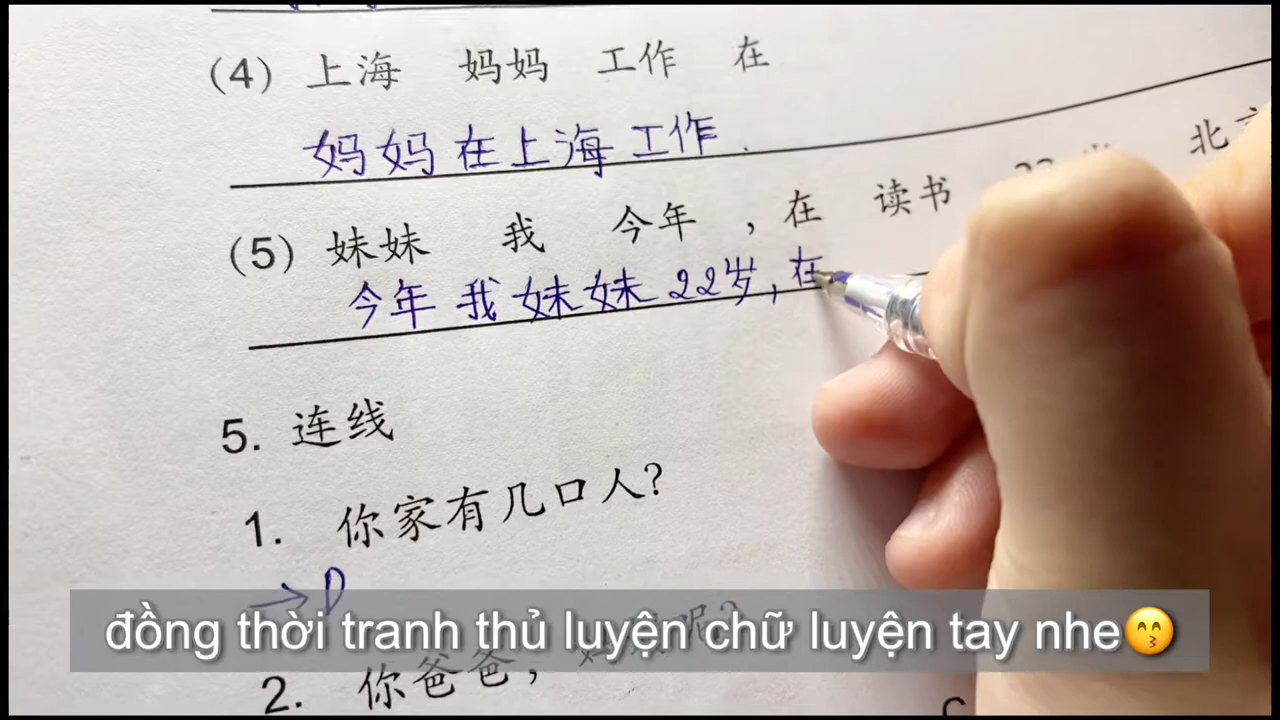 (4) 上海 妈妈 工作 在
妈妈在上海工作.
(5) 妹妹 我 今年 , 在 读书 北
今年我妹妹22岁,在
5. 连线
1. 你家有几口人?
→ D
đồng thời tranh thủ luyện chữ luyện tay nhe😙
2. 你爸爸, 呢?
C